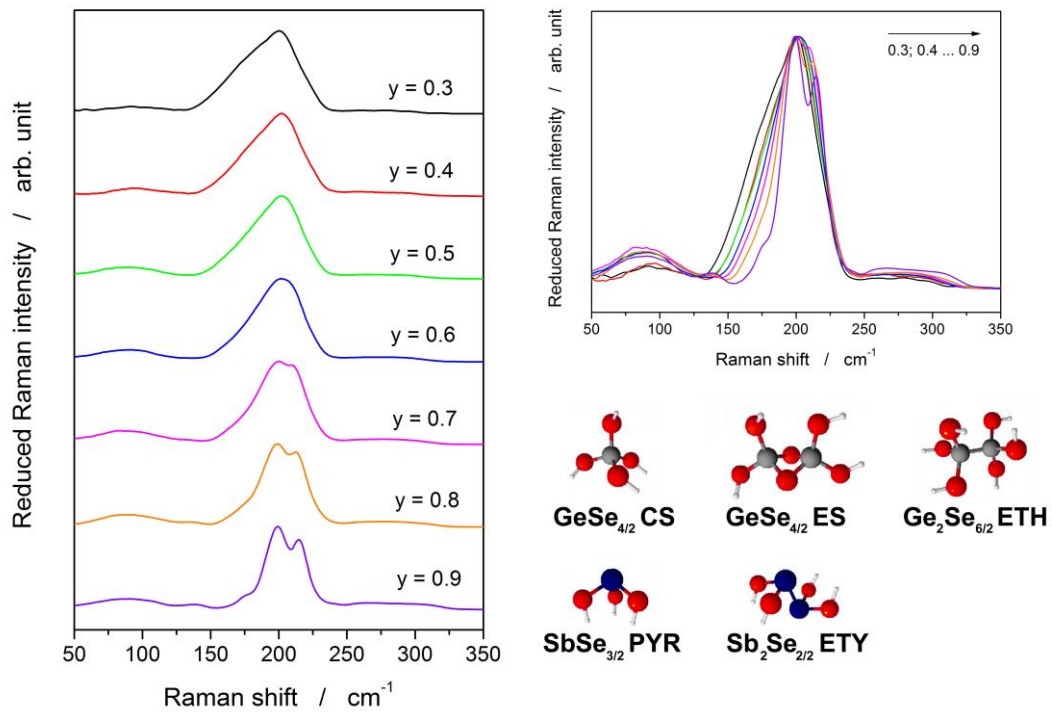 Reduced Raman intensity / arb. unit
y = 0.3
y = 0.4
y = 0.5
y = 0.6
y = 0.7
y = 0.8
y = 0.9
50 100 150 200 250 300 350
Raman shift / cm⁻¹
Reduced Raman intensity / arb. unit
0.3; 0.4 ... 0.9
50 100 150 200 250 300 350
Raman shift / cm⁻¹
GeSe₄/₂ CS GeSe₄/₂ ES Ge₂Se₆/₂ ETH
SbSe₃/₂ PYR Sb₂Se₂/₂ ETY